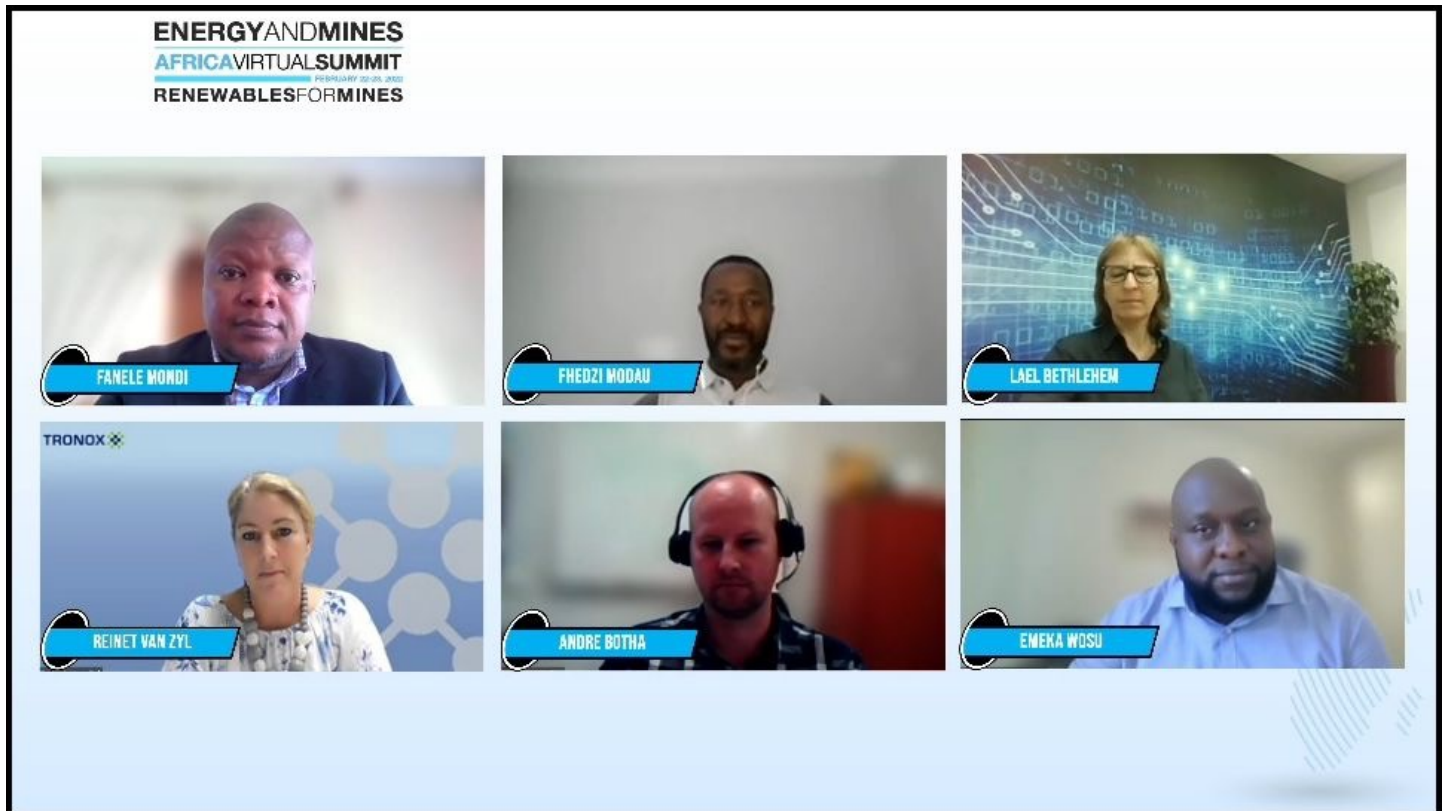 ENERGYANDMINES
AFRICAVIRTUALSUMMIT
RENEWABLESFORMINES
FANELE MONDI
FHEDZI MODAU
LAEL BETHLEHEM
TRONOX
REINET VAN ZYL
ANDRE BOTHA
EMEKA WOSU